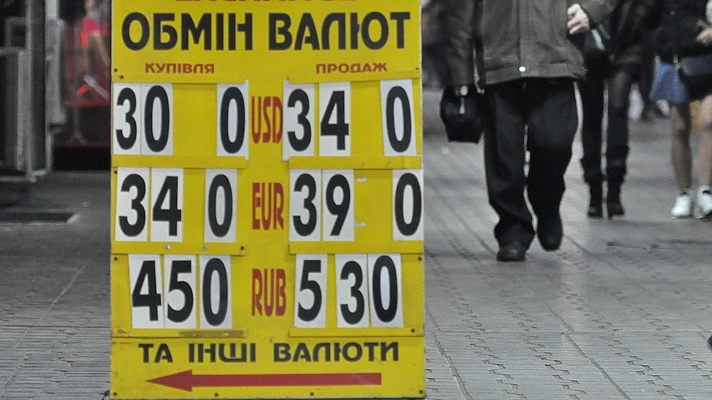 ОБМІН ВАЛЮТ
КУПІВЛЯ ПРОДАЖ
30 0 USD 34 0
34 0 EUR 39 0
450 RUB 530
ТА ІНШІ ВАЛЮТИ